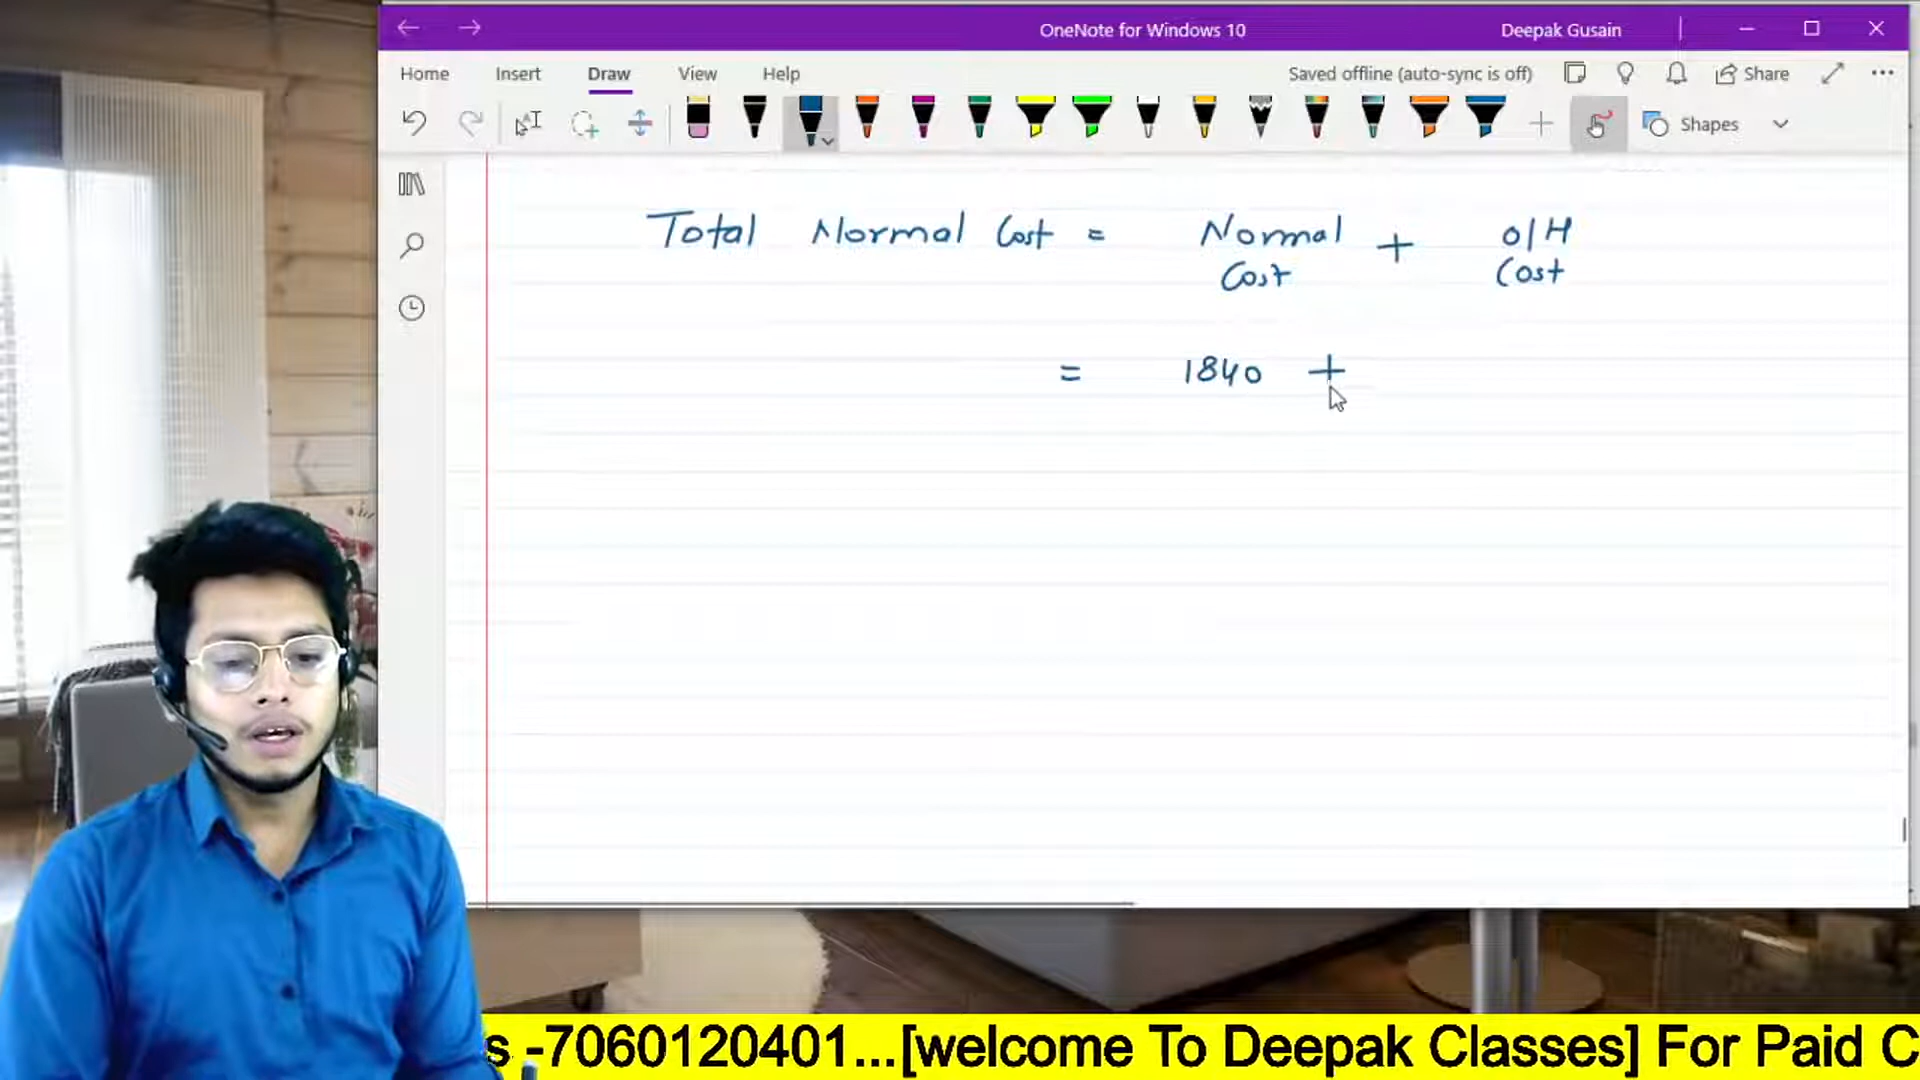 OneNote for Windows 10
Deepak Gusain
Home Insert Draw View Help
Saved offline (auto-sync is off)
Share
Shapes
Total Normal Cost = Normal Cost + O/H Cost
= 1840 +
s -7060120401...[welcome To Deepak Classes] For Paid C